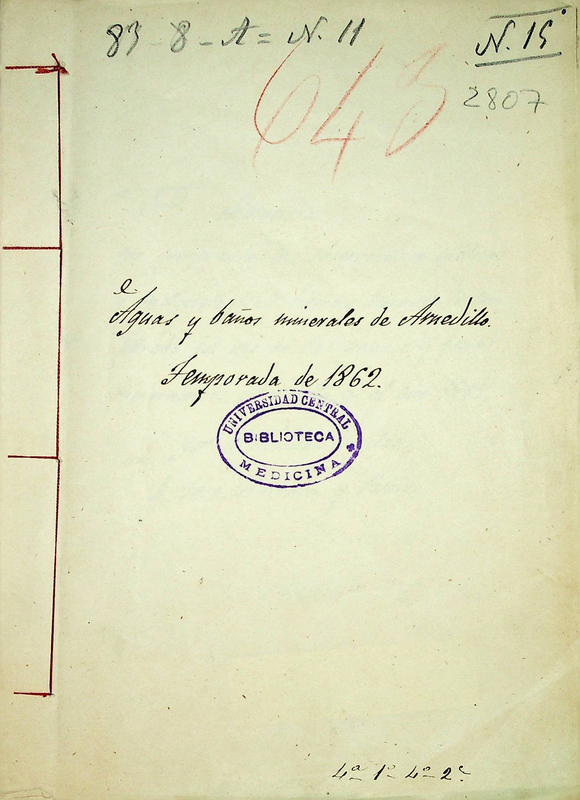 83-8-A= N. 11
N. 15
643
2807
Aguas y baños minerales de Arnedillo.
Temporada de 1862.
UNIVERSIDAD CENTRAL
BIBLIOTECA
MEDICINA
4ª 1ª 4ª 2ª